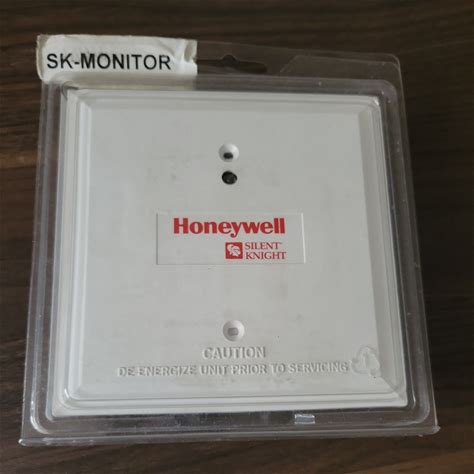 SK-MONITOR
Honeywell
SILENT
KNIGHT
CAUTION
DE-ENERGIZE UNIT PRIOR TO SERVICING